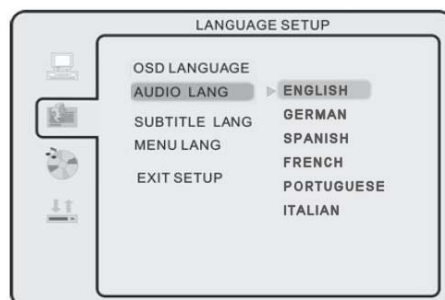 LANGUAGE SETUP
OSD LANGUAGE
AUDIO LANG
SUBTITLE LANG
MENU LANG
EXIT SETUP
ENGLISH
GERMAN
SPANISH
FRENCH
PORTUGUESE
ITALIAN